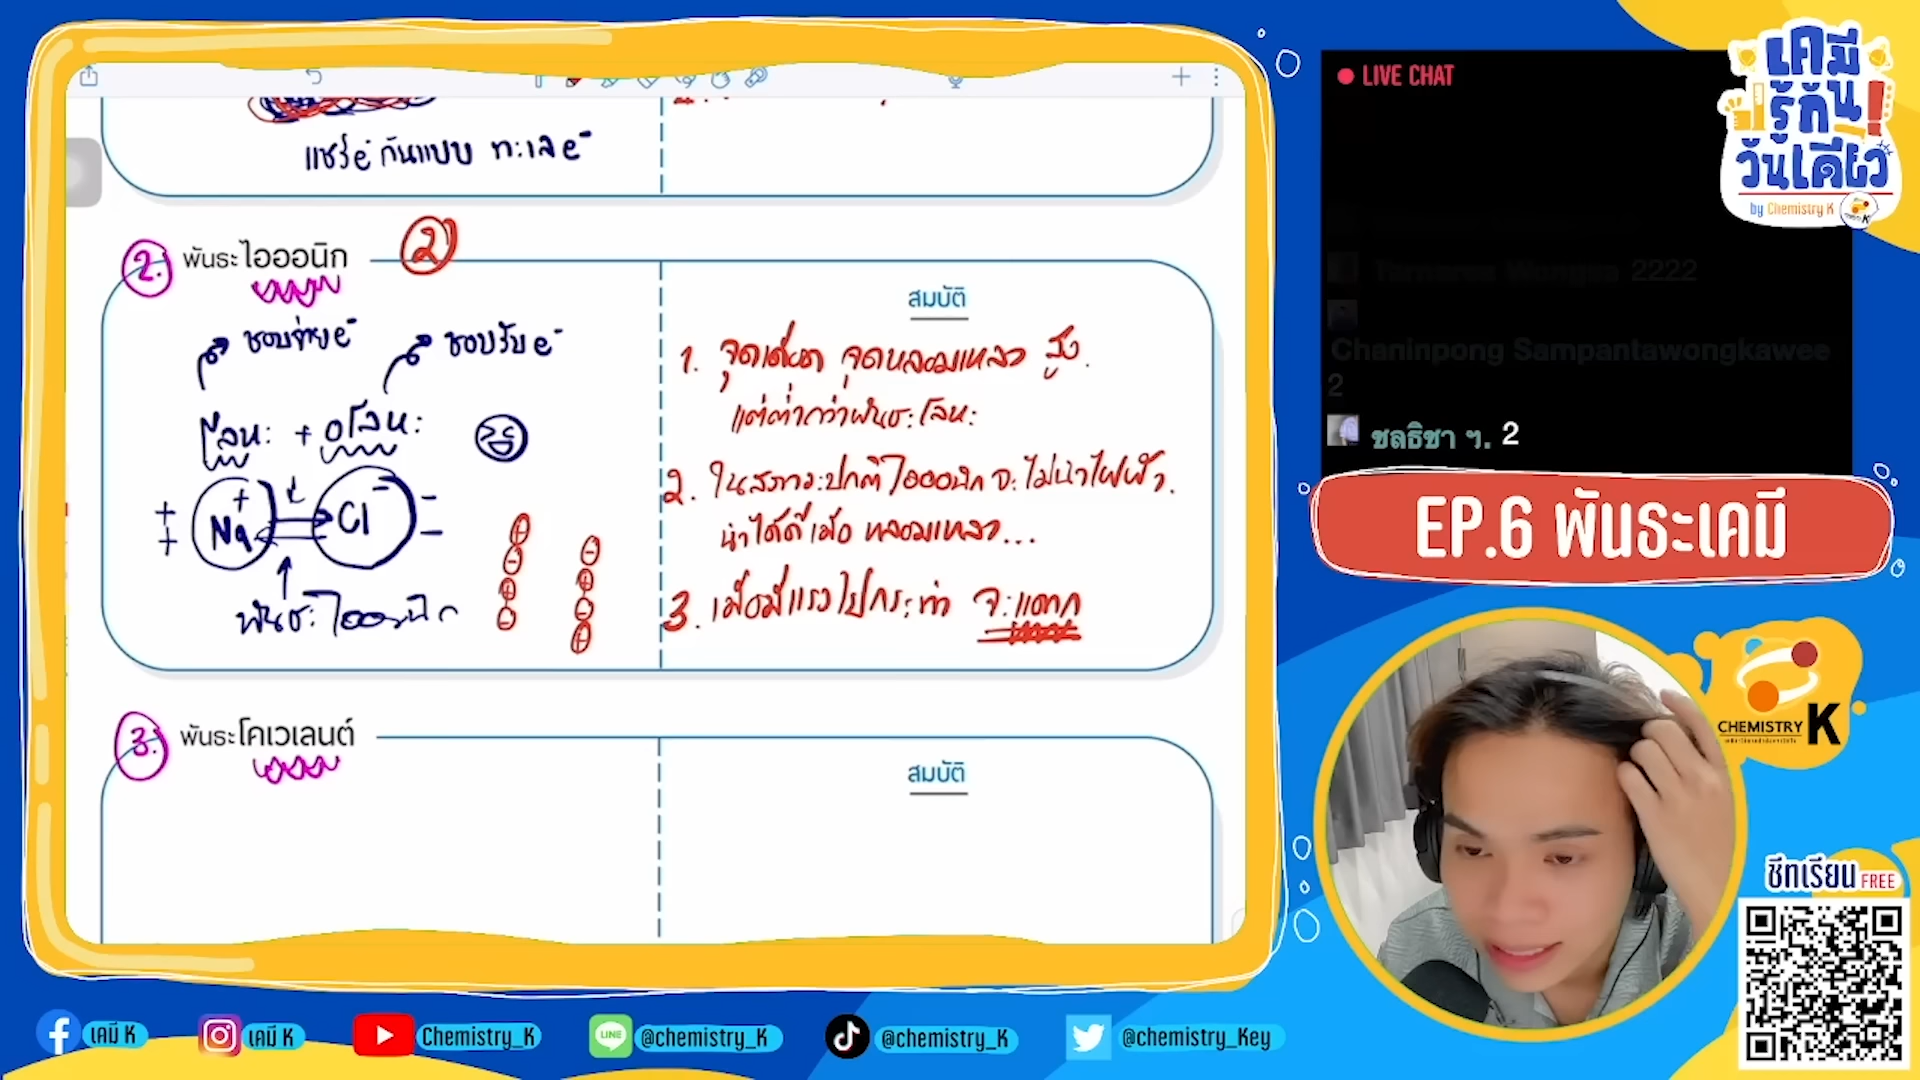 แชร์e⁻กันแบบ ทะเลe⁻
2. พันธะไอออนิก
2
ชอบจ่ายe⁻
ชอบรับe⁻
โลหะ + อโลหะ
Na
+
Cl
-
พันธะไอออนิก
สมบัติ
1. จุดเดือด จุดหลอมเหลว สูง.
แต่ต่ำกว่าพันธะโลหะ
2. ในสภาวะปกติไอออนิกจะไม่นำไฟฟ้า.
นำได้ดีเมื่อ หลอมเหลว...
3. เมื่อมีแรงไปกระทำ จะแตก
3. พันธะโคเวเลนต์
สมบัติ
LIVE CHAT
Wongsa 2222
Chaninpong Sampantawongkawee
2
ชลธิชา ฯ. 2
เคมี
รู้กัน!
วันเดียว
by Chemistry K
EP.6 พันธะเคมี
CHEMISTRY K
ชีทเรียน FREE
เคมี K
เคมี K
Chemistry_K
LINE
@chemistry_K
@chemistry_K
@chemistry_Key